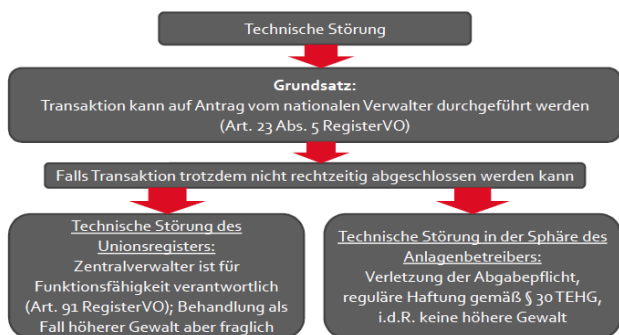 Technische Störung
Grundsatz:
Transaktion kann auf Antrag vom nationalen Verwalter durchgeführt werden
(Art. 23 Abs. 5 RegisterVO)
Falls Transaktion trotzdem nicht rechtzeitig abgeschlossen werden kann
Technische Störung des
Unionsregisters:
Zentralverwalter ist für
Funktionsfähigkeit verantwortlich
(Art. 91 RegisterVO); Behandlung als
Fall höherer Gewalt aber fraglich
Technische Störung in der Sphäre des
Anlagenbetreibers:
Verletzung der Abgabepflicht,
reguläre Haftung gemäß § 30 TEHG,
i.d.R. keine höhere Gewalt